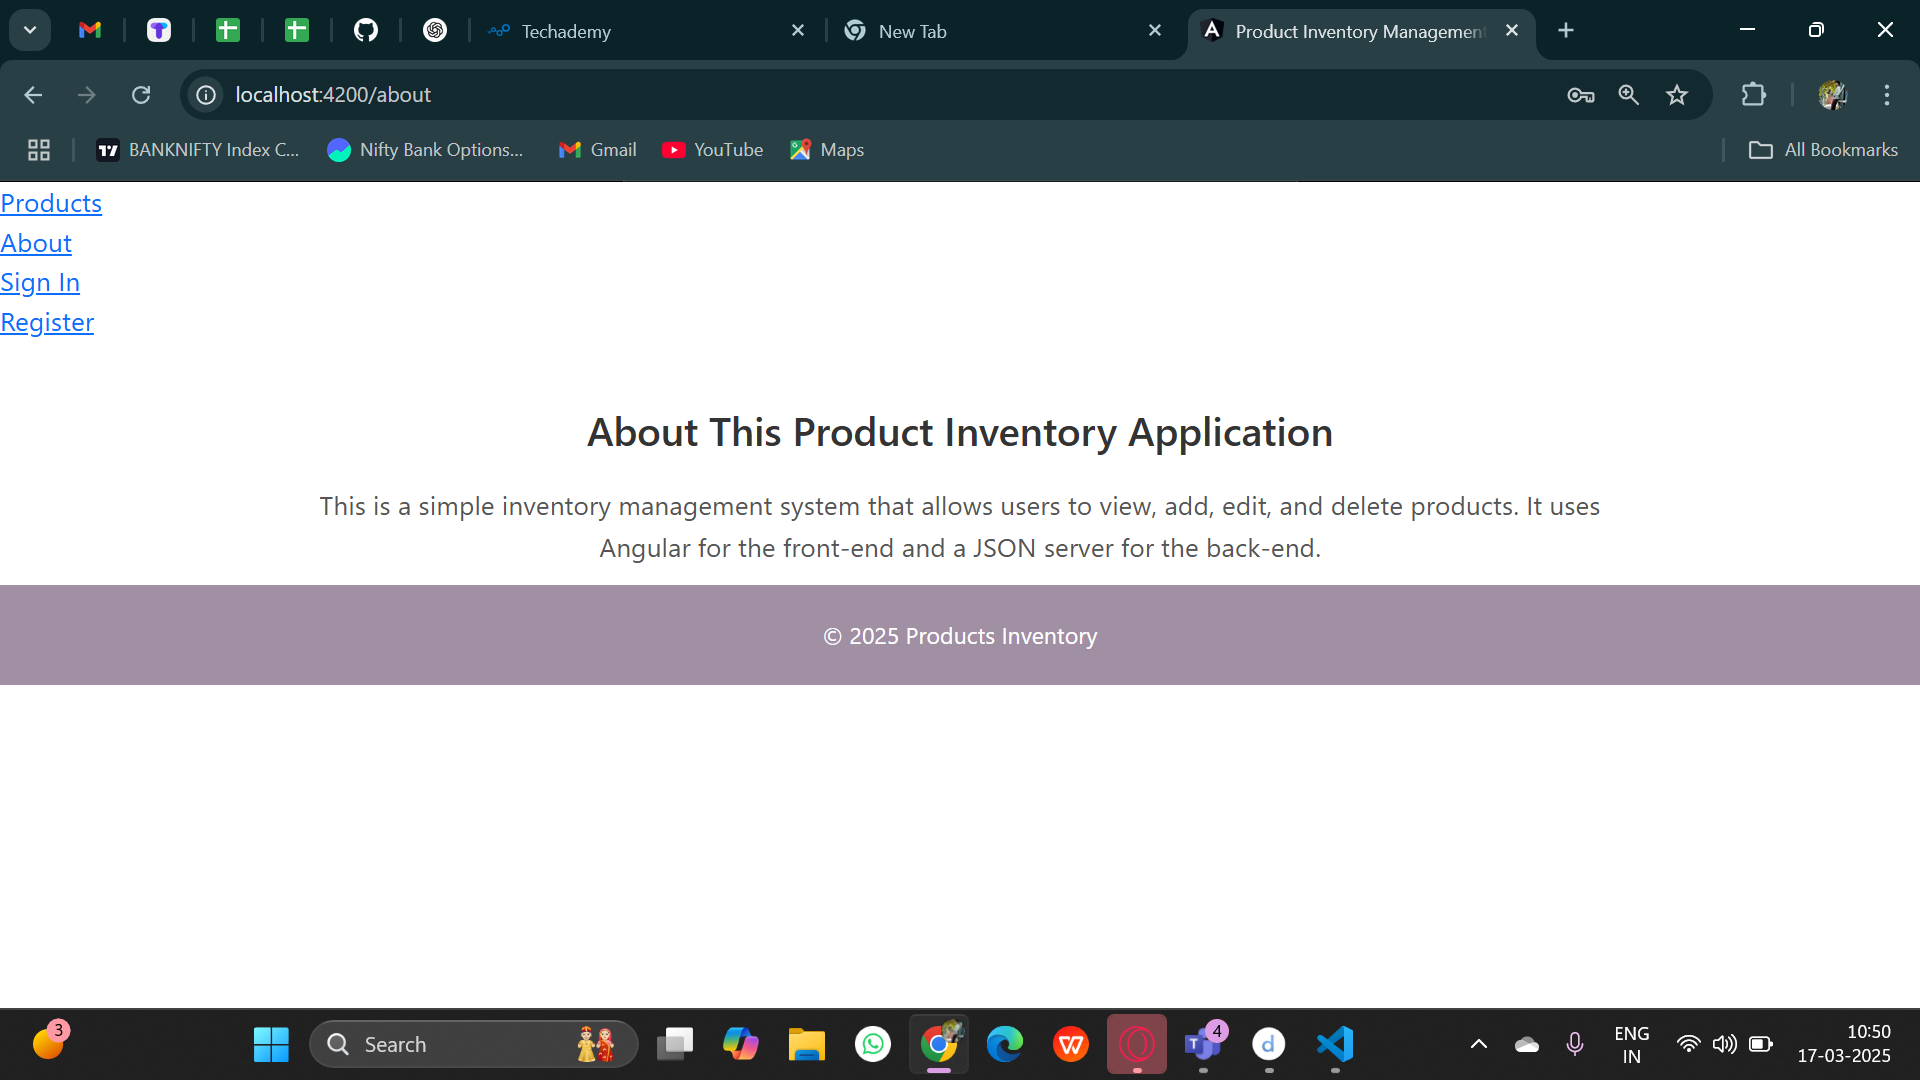 Techademy
New Tab
Product Inventory Management
localhost:4200/about
BANKNIFTY Index C...
Nifty Bank Options...
Gmail
YouTube
Maps
All Bookmarks
Products
About
Sign In
Register
About This Product Inventory Application
This is a simple inventory management system that allows users to view, add, edit, and delete products. It uses
Angular for the front-end and a JSON server for the back-end.
© 2025 Products Inventory
3
Search
4
ENG
IN
10:50
17-03-2025